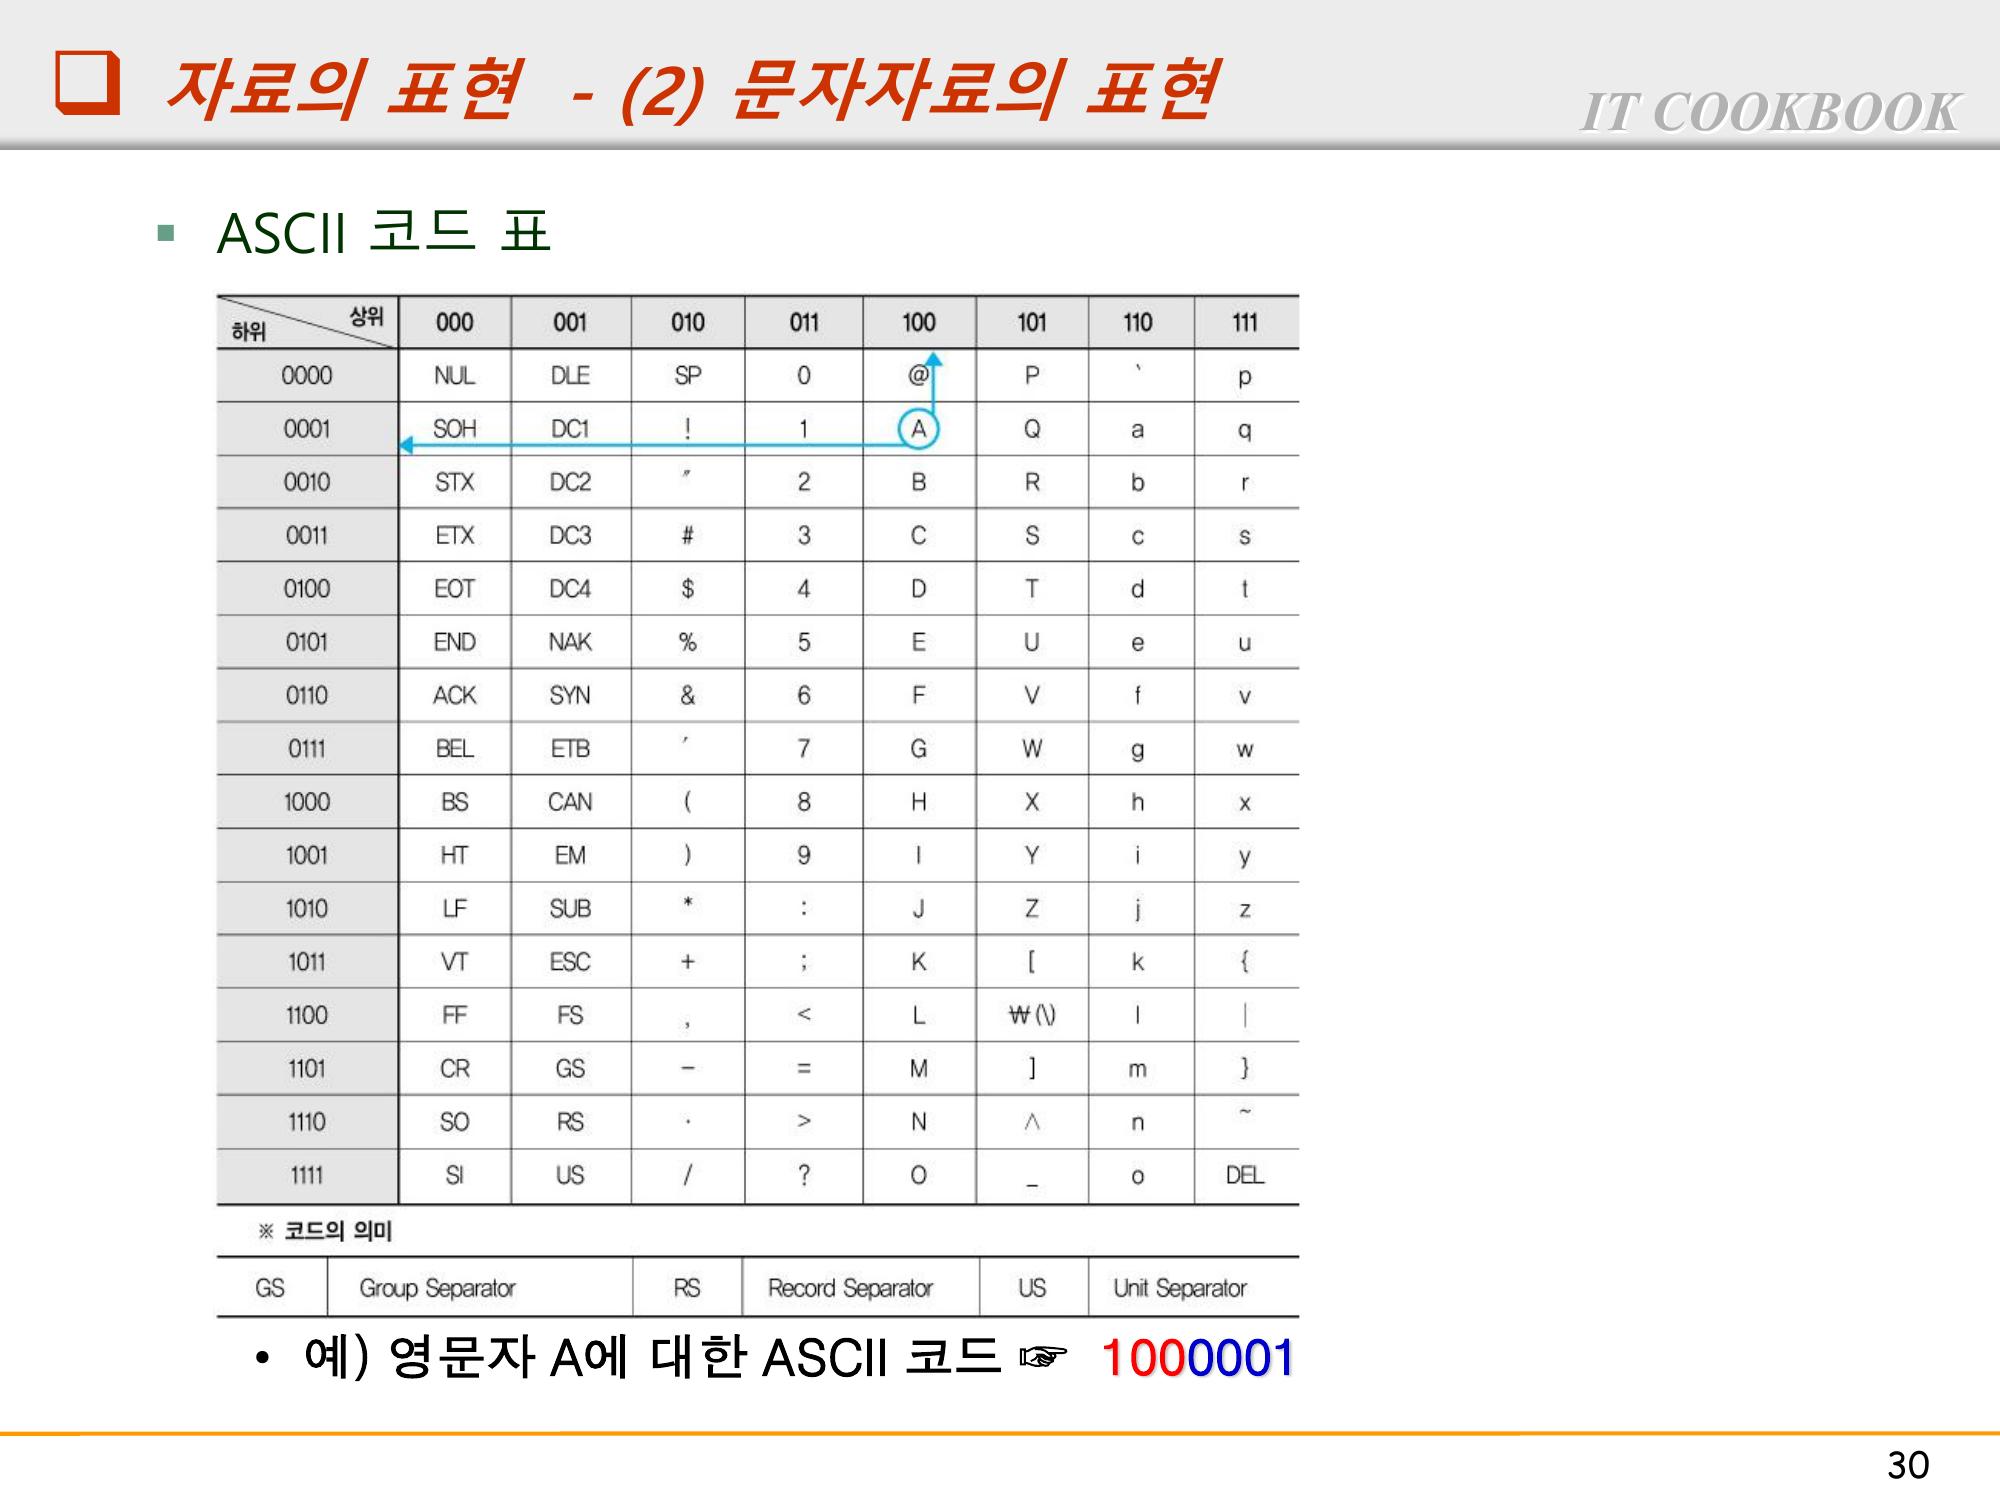 ❑ 자료의 표현 - (2) 문자자료의 표현
IT COOKBOOK
▪ ASCII 코드 표
하위 상위 000 001 010 011 100 101 110 111
0000 NUL DLE SP 0 @ P ` p
0001 SOH DC1 ! 1 A Q a q
0010 STX DC2 ″ 2 B R b r
0011 ETX DC3 # 3 C S c s
0100 EOT DC4 $ 4 D T d t
0101 END NAK % 5 E U e u
0110 ACK SYN & 6 F V f v
0111 BEL ETB ′ 7 G W g w
1000 BS CAN ( 8 H X h x
1001 HT EM ) 9 I Y i y
1010 LF SUB * : J Z j z
1011 VT ESC + ; K [ k {
1100 FF FS , < L ₩(\) l |
1101 CR GS − = M ] m }
1110 SO RS · > N ∧ n ~
1111 SI US / ? O _ o DEL
※ 코드의 의미
GS Group Separator RS Record Separator US Unit Separator
• 예) 영문자 A에 대한 ASCII 코드 ☞ 1000001
30